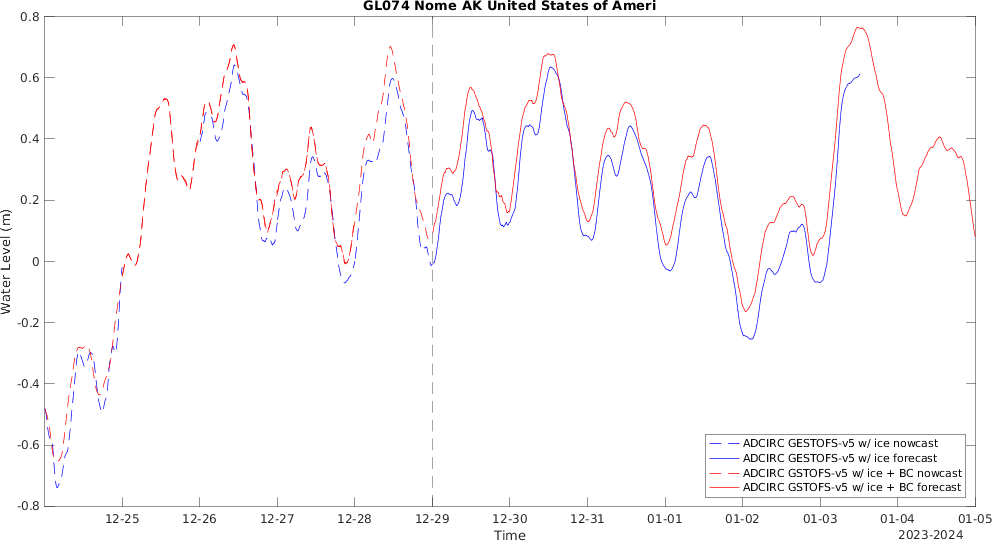 GL074 Nome AK United States of Ameri
0.8
0.6
0.4
0.2
0
-0.2
-0.4
-0.6
-0.8
Water Level (m)
ADCIRC GESTOFS-v5 w/ ice nowcast
ADCIRC GESTOFS-v5 w/ ice forecast
ADCIRC GSTOFS-v5 w/ ice + BC nowcast
ADCIRC GSTOFS-v5 w/ ice + BC forecast
12-25 12-26 12-27 12-28 12-29 12-30 12-31 01-01 01-02 01-03 01-04 01-05
Time
2023-2024